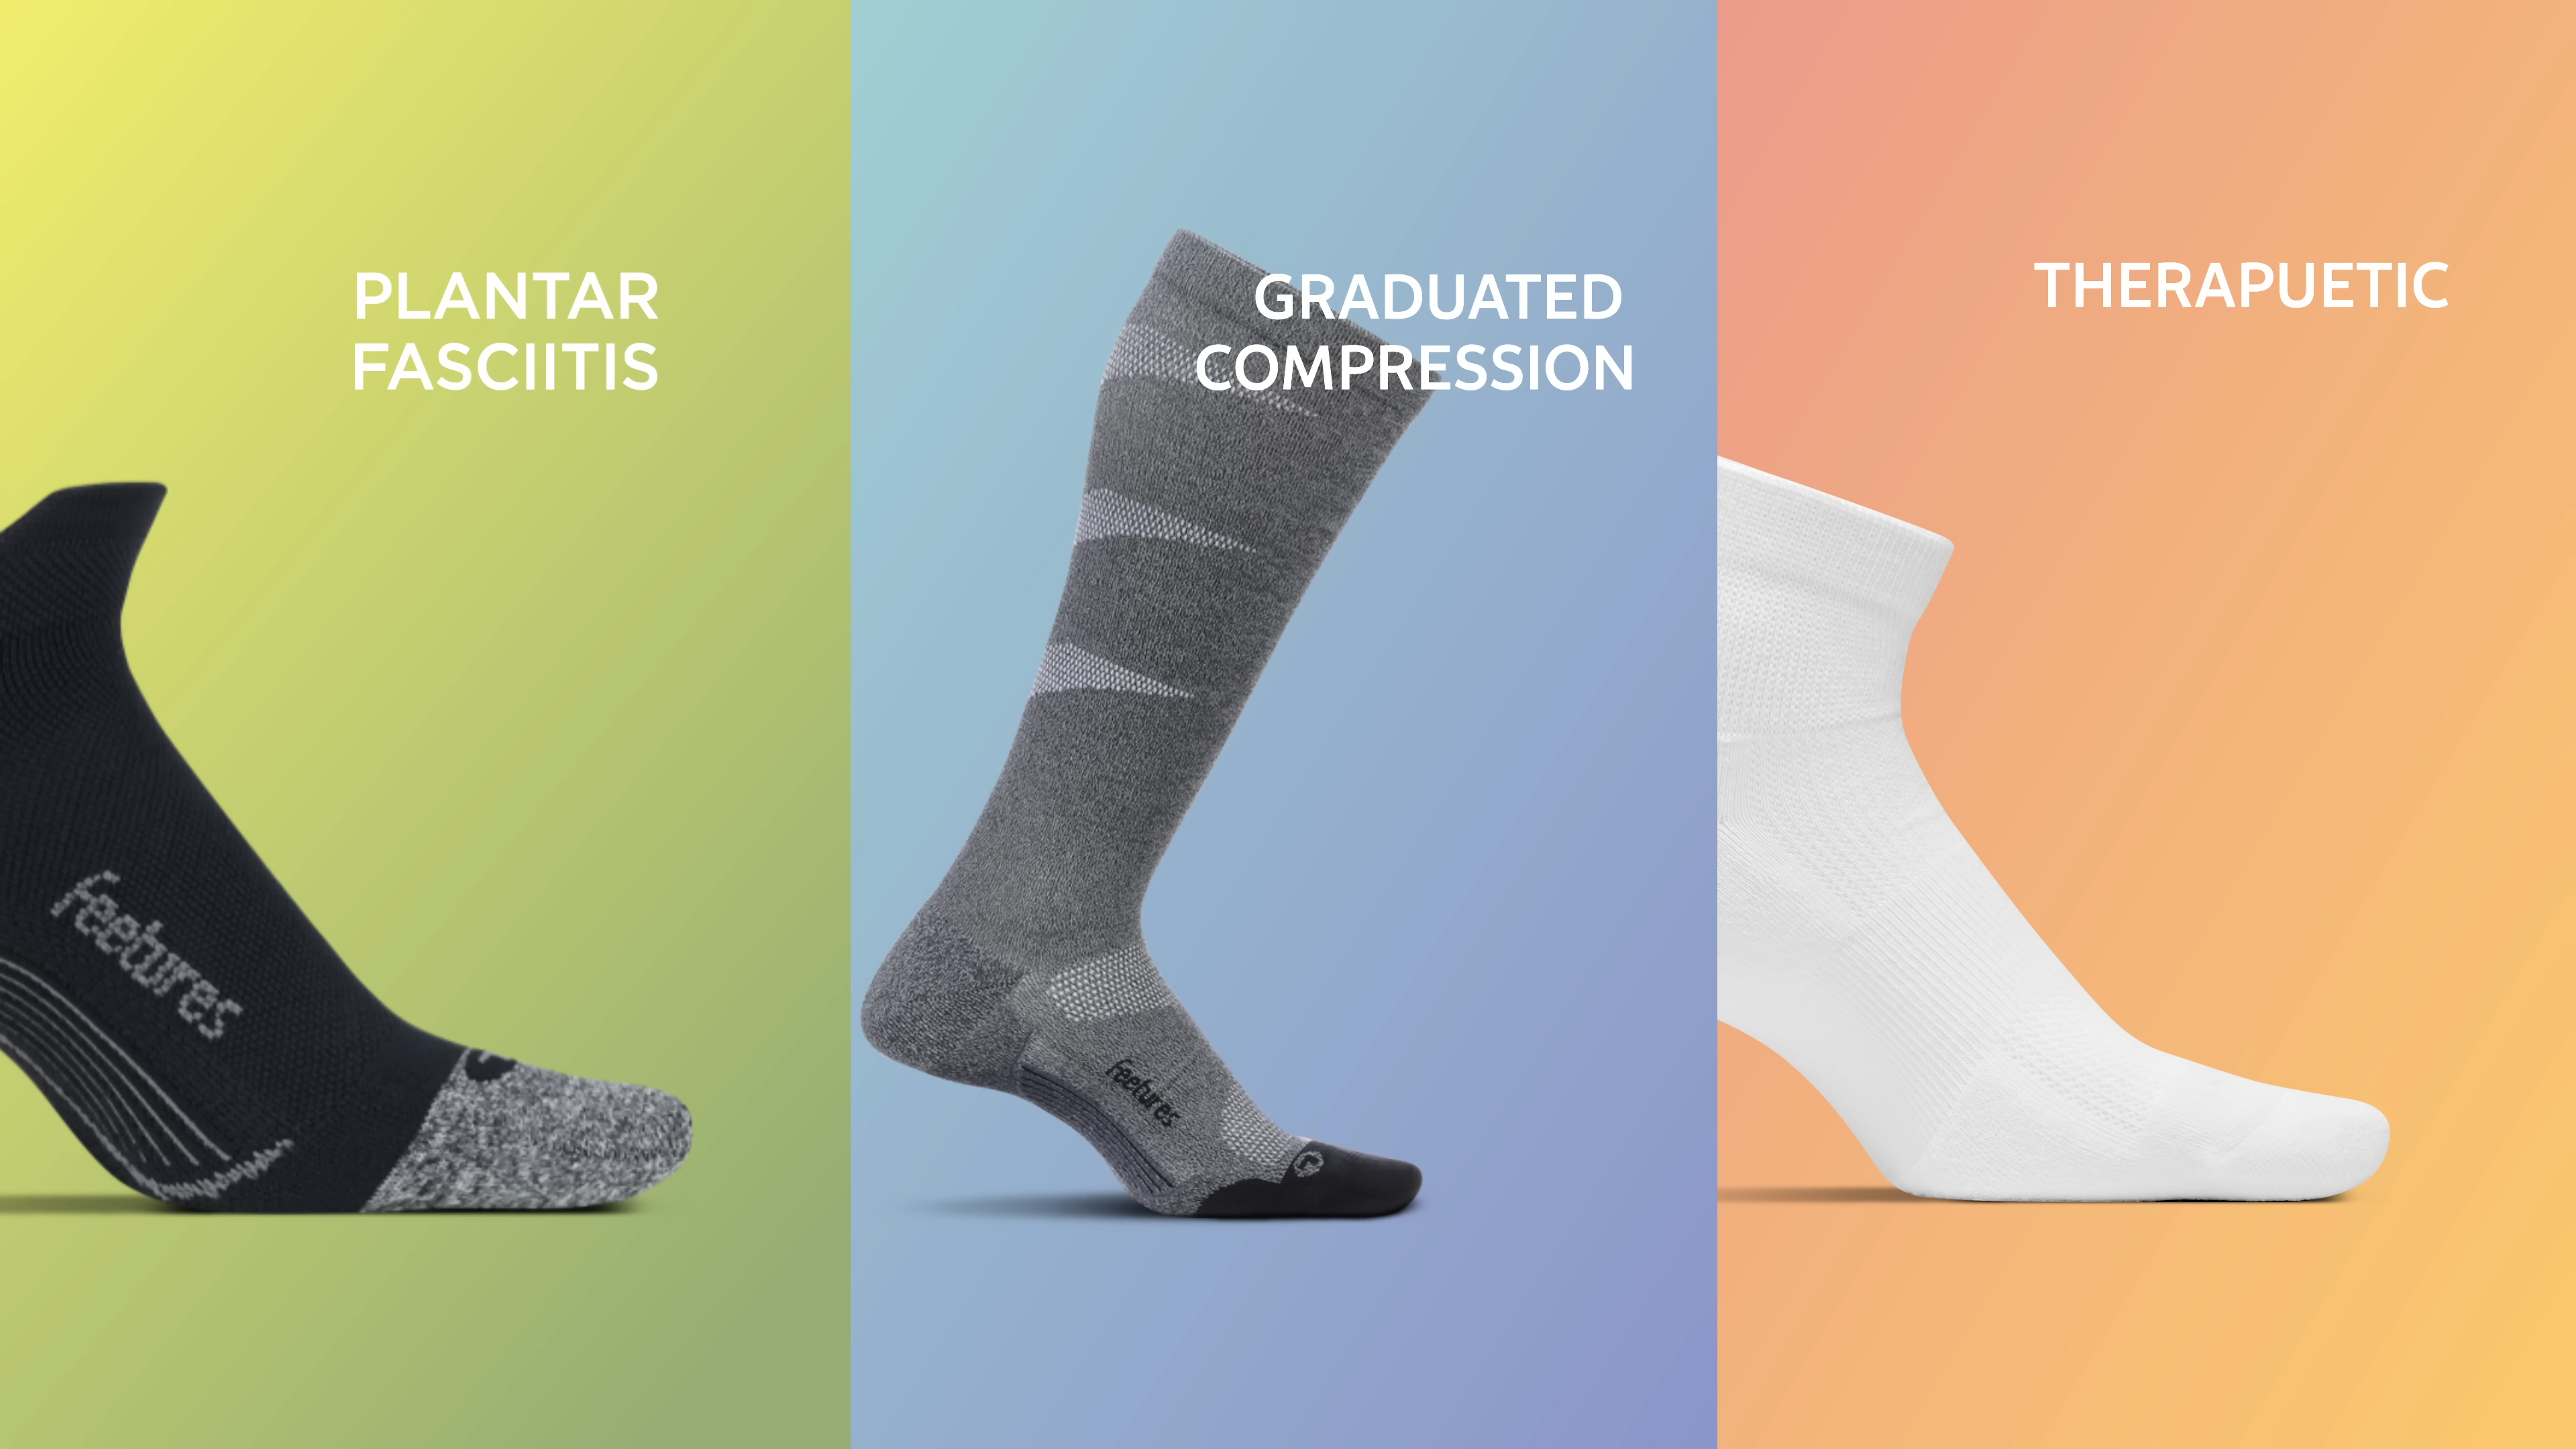 PLANTAR
FASCIITIS
feetures
GRADUATED
COMPRESSION
feetures
THERAPUETIC